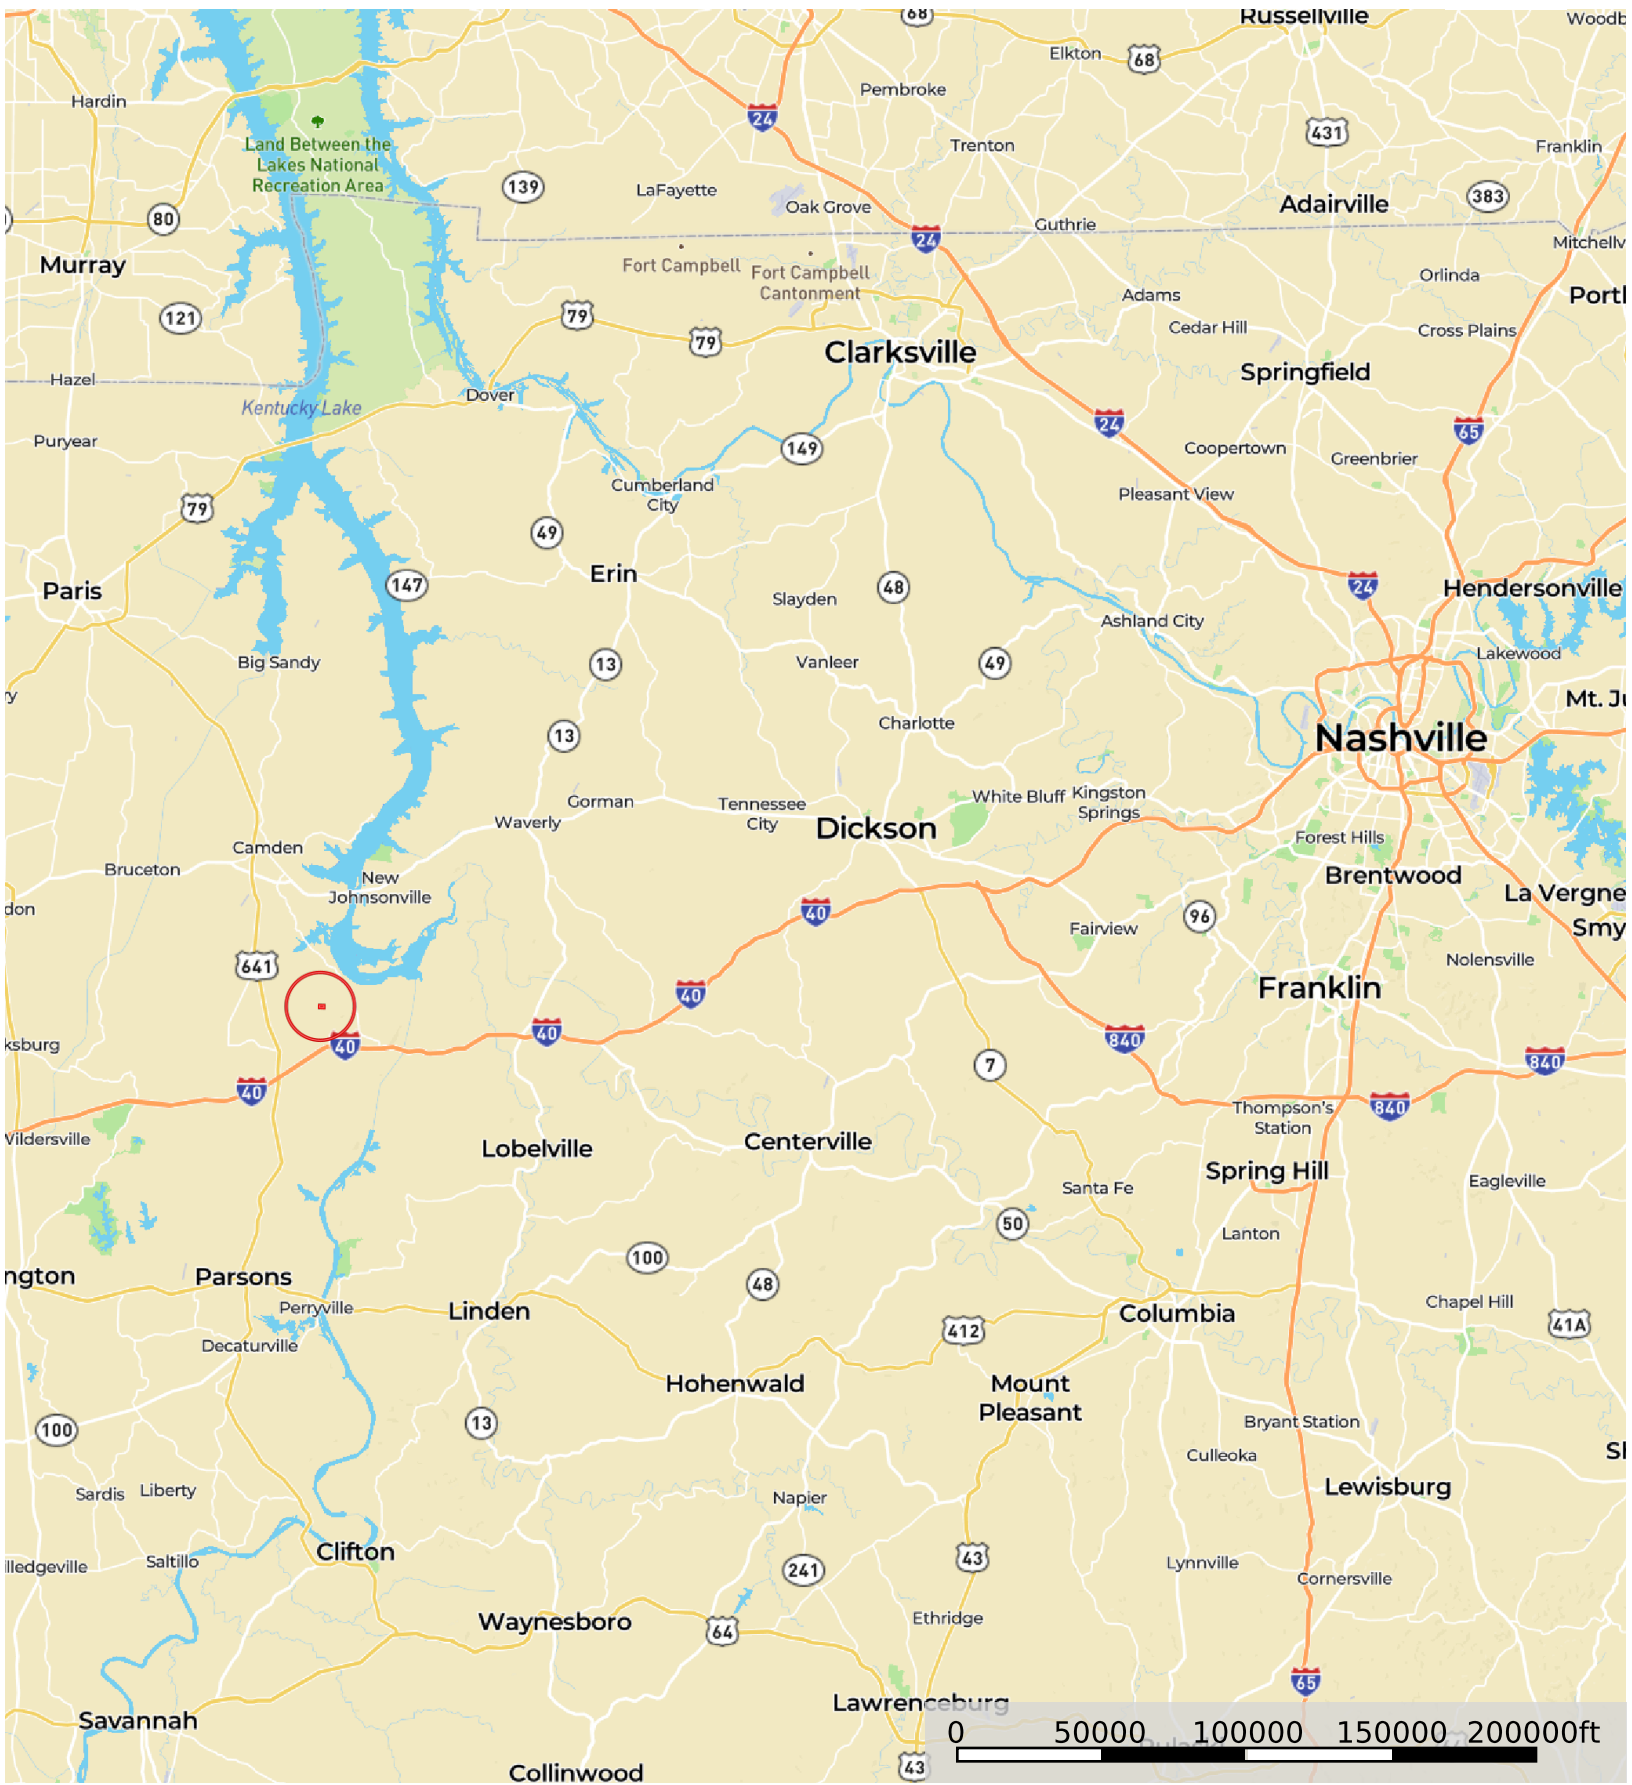 68
Russellville
Woodb
Elkton
68
Hardin
Pembroke
24
431
Land Between the
Lakes National
Recreation Area
Trenton
Franklin
139
LaFayette
383
Oak Grove
Adairville
80
Guthrie
24
Mitchellv
Murray
Fort Campbell
Fort Campbell
Cantonment
Orlinda
Adams
Portl
121
79
Cedar Hill
Cross Plains
79
Clarksville
Springfield
Hazel
Dover
Kentucky Lake
24
65
Puryear
149
Coopertown
Greenbrier
Cumberland
City
Pleasant View
79
49
Erin
147
Paris
48
24
Hendersonville
Slayden
Ashland City
Big Sandy
13
Vanleer
49
Lakewood
ry
Mt. Ju
Charlotte
13
Nashville
Gorman
Tennessee
City
White Bluff
Kingston
Springs
Waverly
Dickson
Forest Hills
Camden
Bruceton
New
Johnsonville
Brentwood
La Vergne
don
40
96
Fairview
Smy
641
Nolensville
40
Franklin
40
40
840
ksburg
7
840
40
840
Thompson's
Station
Wildersville
Lobelville
Centerville
Spring Hill
Santa Fe
Eagleville
50
Lanton
100
ngton
Parsons
48
Perryville
Linden
Columbia
Chapel Hill
412
41A
Decaturville
Hohenwald
Mount
Pleasant
13
100
Bryant Station
Culleoka
Sh
Sardis
Liberty
Lewisburg
Napier
Clifton
Saltillo
illedgeville
241
43
Lynnville
Cornersville
Waynesboro
64
Ethridge
65
Lawrenceburg
Savannah
0 50000 100000 150000 200000ft
Pulaski
Collinwood
43